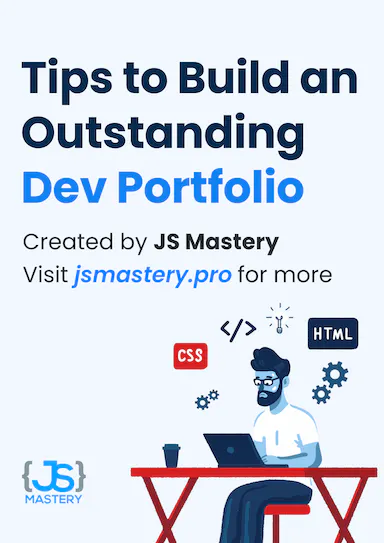 Tips to Build an
Outstanding
Dev Portfolio
Created by JS Mastery
Visit jsmastery.pro for more
</>
HTML
CSS
{JS}
MASTERY